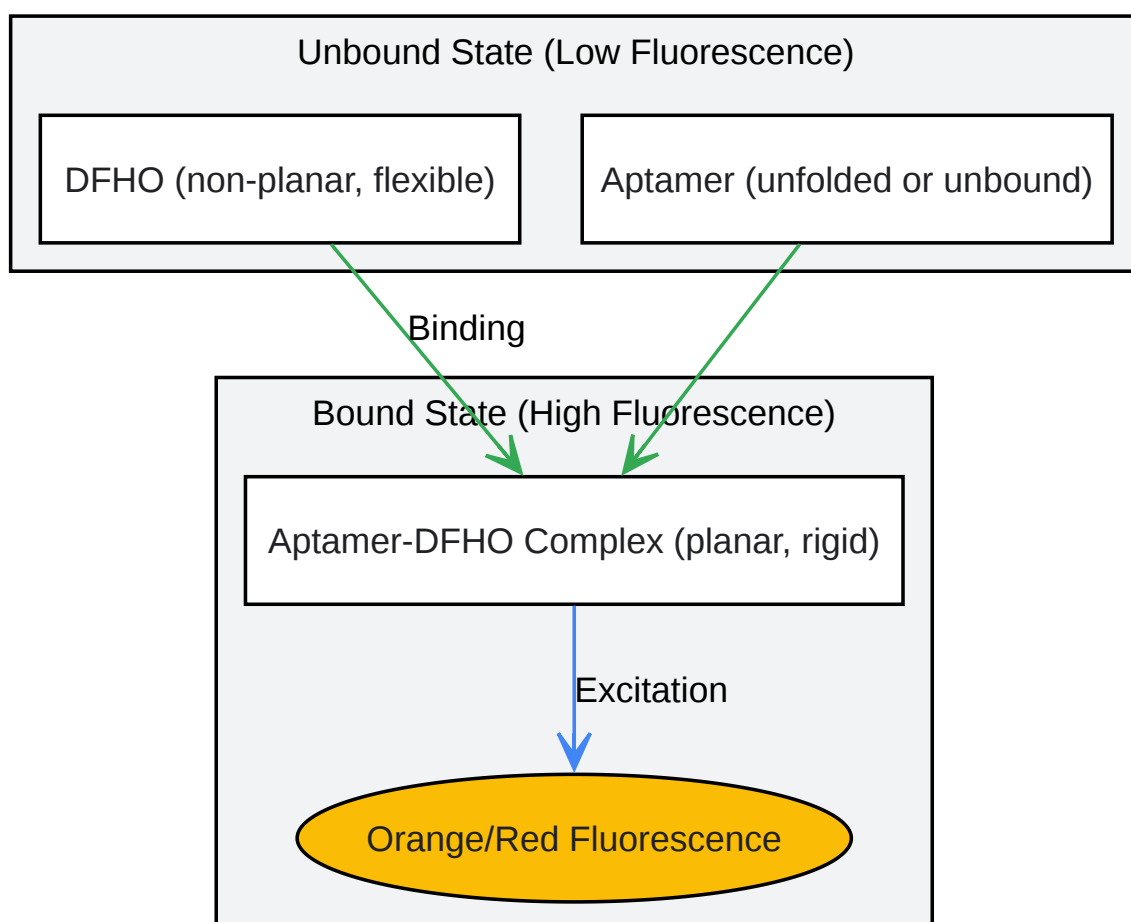 Unbound State (Low Fluorescence)
DFHO (non-planar, flexible)
Aptamer (unfolded or unbound)
Binding
Bound State (High Fluorescence)
Aptamer-DFHO Complex (planar, rigid)
Excitation
Orange/Red Fluorescence